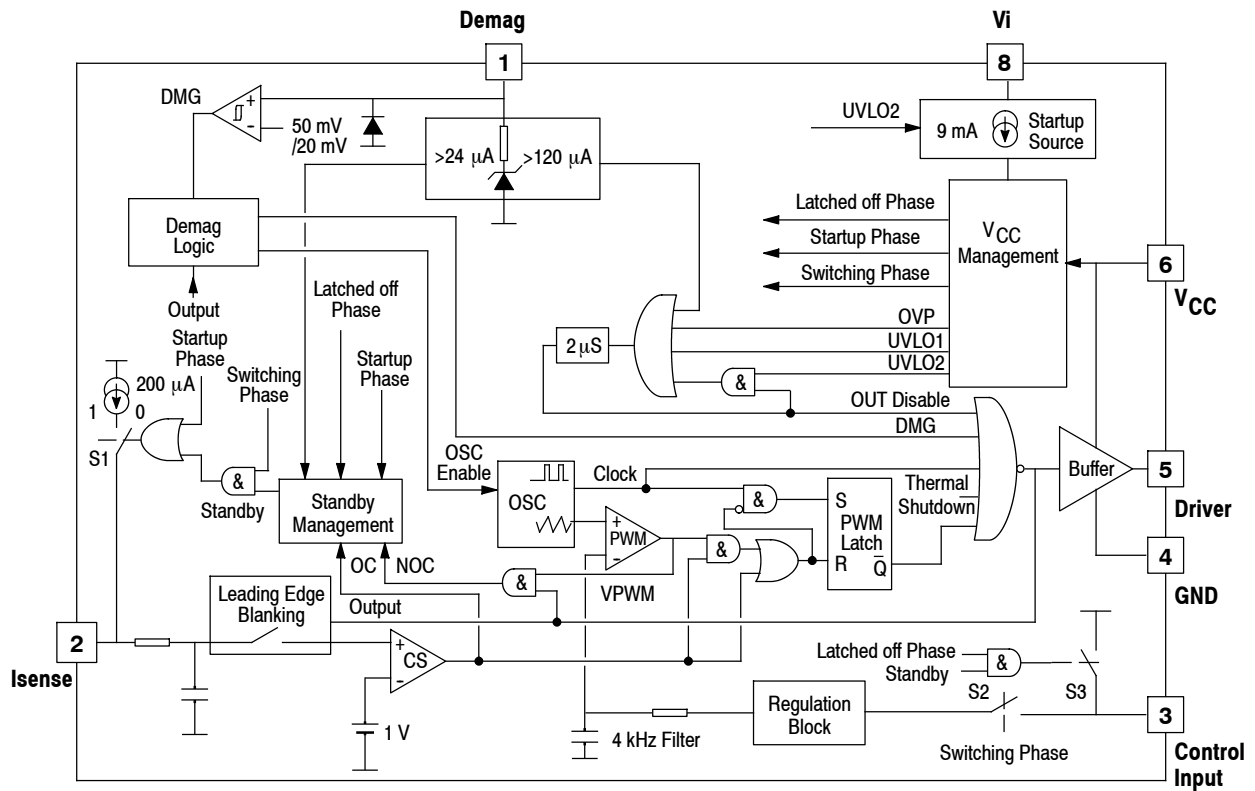 Demag
Vi
1
8
DMG
+
-
50 mV
/20 mV
>24 µA
>120 µA
UVLO2
9 mA
Startup
Source
Demag
Logic
Latched off Phase
Startup Phase
Switching Phase
VCC
Management
6
VCC
Output
Latched off
Phase
Startup
Phase
OVP
UVLO1
UVLO2
2 µS
&
Startup
Phase
Switching
Phase
200 µA
1
0
S1
&
Standby
OUT Disable
DMG
OSC
Enable
OSC
Clock
Standby
Management
OC
NOC
+
PWM
-
&
&
&
VPWM
S
PWM
Latch
R
Q
Thermal
Shutdown
Buffer
5
Driver
4
GND
Leading Edge
Blanking
Output
2
Isense
+
CS
-
1 V
Latched off Phase
Standby
&
S2
S3
4 kHz Filter
Regulation
Block
Switching Phase
3
Control
Input